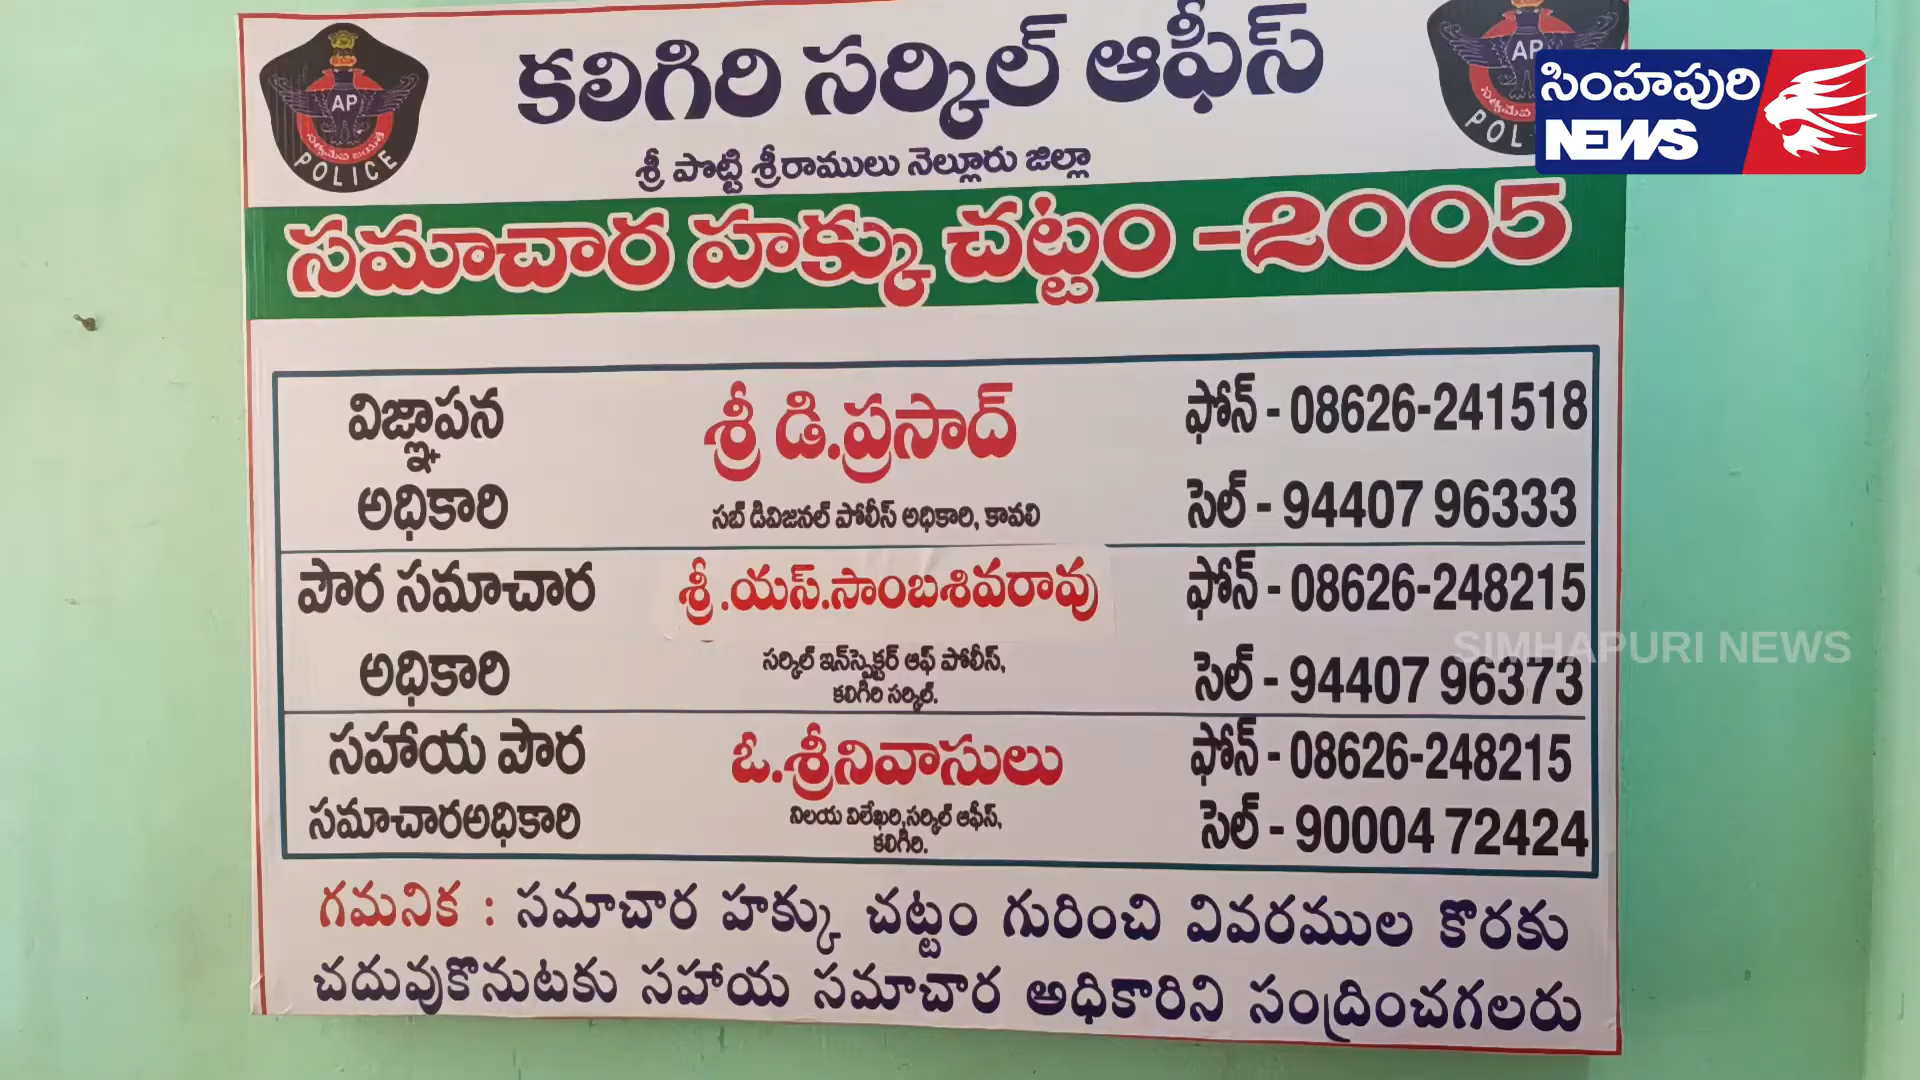 కలిగిరి సర్కిల్ ఆఫీస్
శ్రీ పొట్టి శ్రీరాములు నెల్లూరు జిల్లా
సమాచార హక్కు చట్టం -2005
AP
POLICE
AP
సింహపురి
NEWS
విజ్ఞాపన
అధికారి
శ్రీ డి.ప్రసాద్
సబ్ డివిజనల్ పోలీస్ అధికారి, కావలి
ఫోన్ - 08626-241518
సెల్ - 94407 96333
పౌర సమాచార
అధికారి
శ్రీ.యస్.సాంబశివరావు
సర్కిల్ ఇన్‌స్పెక్టర్ ఆఫ్ పోలీస్,
కలిగిరి సర్కిల్.
ఫోన్ - 08626-248215
సెల్ - 94407 96373
SIMHAPURI NEWS
సహాయ పౌర
సమాచారఅధికారి
ఓ.శ్రీనివాసులు
నిలయ విలేఖరి,సర్కిల్ ఆఫీస్,
కలిగిరి.
ఫోన్ - 08626-248215
సెల్ - 90004 72424
గమనిక : సమాచార హక్కు చట్టం గురించి వివరముల కొరకు
చదువుకొనుటకు సహాయ సమాచార అధికారిని సంద్రించగలరు